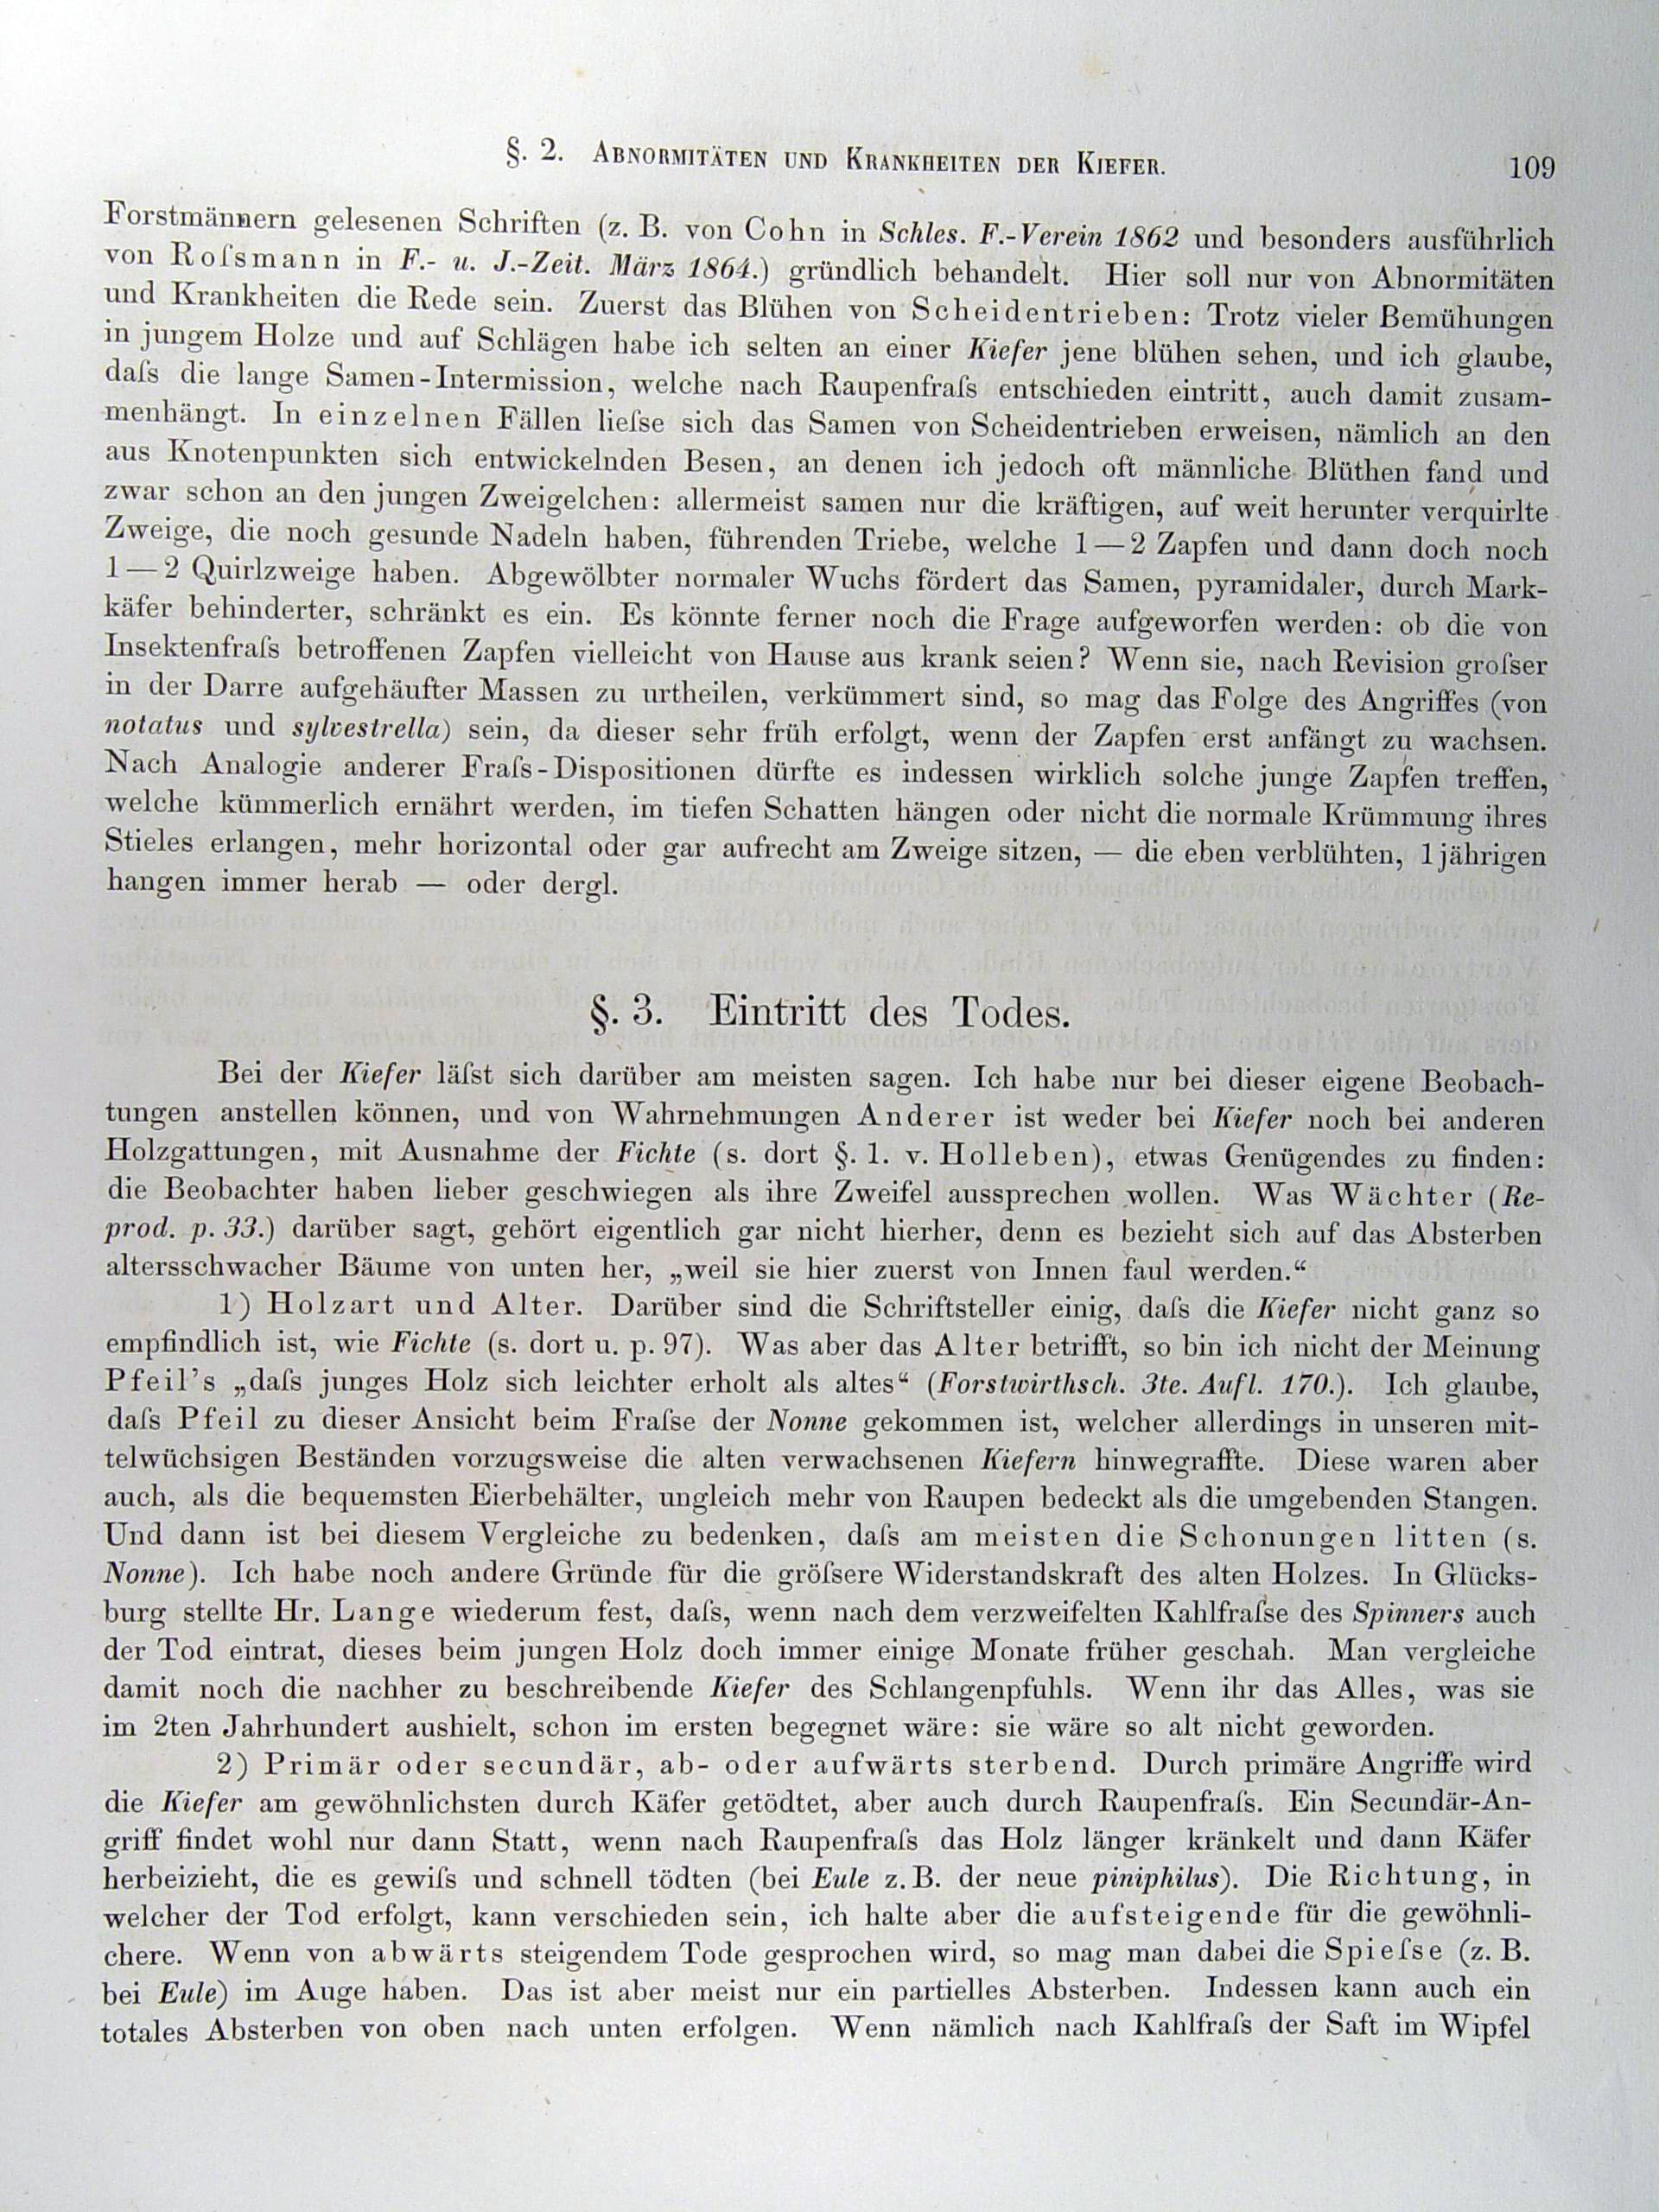 §. 2. Abnormitäten und Krankheiten der Kiefer. 109
Forstmännern gelesenen Schriften (z. B. von Cohn in Schles. F.-Verein 1862 und besonders ausführlich
von Roſsmann in F.- u. J.-Zeit. März 1864.) gründlich behandelt. Hier soll nur von Abnormitäten
und Krankheiten die Rede sein. Zuerst das Blühen von Scheidentrieben: Trotz vieler Bemühungen
in jungem Holze und auf Schlägen habe ich selten an einer Kiefer jene blühen sehen, und ich glaube,
daſs die lange Samen-Intermission, welche nach Raupenfraſs entschieden eintritt, auch damit zusam-
menhängt. In einzelnen Fällen lieſse sich das Samen von Scheidentrieben erweisen, nämlich an den
aus Knotenpunkten sich entwickelnden Besen, an denen ich jedoch oft männliche Blüthen fand und
zwar schon an den jungen Zweigelchen: allermeist samen nur die kräftigen, auf weit herunter verquirlte
Zweige, die noch gesunde Nadeln haben, führenden Triebe, welche 1—2 Zapfen und dann doch noch
1—2 Quirlzweige haben. Abgewölbter normaler Wuchs fördert das Samen, pyramidaler, durch Mark-
käfer behinderter, schränkt es ein. Es könnte ferner noch die Frage aufgeworfen werden: ob die von
Insektenfraſs betroffenen Zapfen vielleicht von Hause aus krank seien? Wenn sie, nach Revision groſser
in der Darre aufgehäufter Massen zu urtheilen, verkümmert sind, so mag das Folge des Angriffes (von
notatus und sylvestrella) sein, da dieser sehr früh erfolgt, wenn der Zapfen erst anfängt zu wachsen.
Nach Analogie anderer Fraſs-Dispositionen dürfte es indessen wirklich solche junge Zapfen treffen,
welche kümmerlich ernährt werden, im tiefen Schatten hängen oder nicht die normale Krümmung ihres
Stieles erlangen, mehr horizontal oder gar aufrecht am Zweige sitzen, — die eben verblühten, 1jährigen
hangen immer herab — oder dergl.
§. 3. Eintritt des Todes.
Bei der Kiefer läſst sich darüber am meisten sagen. Ich habe nur bei dieser eigene Beobach-
tungen anstellen können, und von Wahrnehmungen Anderer ist weder bei Kiefer noch bei anderen
Holzgattungen, mit Ausnahme der Fichte (s. dort §. 1. v. Holleben), etwas Genügendes zu finden:
die Beobachter haben lieber geschwiegen als ihre Zweifel aussprechen wollen. Was Wächter (Re-
prod. p. 33.) darüber sagt, gehört eigentlich gar nicht hierher, denn es bezieht sich auf das Absterben
altersschwacher Bäume von unten her, „weil sie hier zuerst von Innen faul werden.“
1) Holzart und Alter. Darüber sind die Schriftsteller einig, daſs die Kiefer nicht ganz so
empfindlich ist, wie Fichte (s. dort u. p. 97). Was aber das Alter betrifft, so bin ich nicht der Meinung
Pfeil's „daſs junges Holz sich leichter erholt als altes“ (Forstwirthsch. 3te. Aufl. 170.). Ich glaube,
daſs Pfeil zu dieser Ansicht beim Fraſse der Nonne gekommen ist, welcher allerdings in unseren mit-
telwüchsigen Beständen vorzugsweise die alten verwachsenen Kiefern hinwegraffte. Diese waren aber
auch, als die bequemsten Eierbehälter, ungleich mehr von Raupen bedeckt als die umgebenden Stangen.
Und dann ist bei diesem Vergleiche zu bedenken, daſs am meisten die Schonungen litten (s.
Nonne). Ich habe noch andere Gründe für die gröſsere Widerstandskraft des alten Holzes. In Glücks-
burg stellte Hr. Lange wiederum fest, daſs, wenn nach dem verzweifelten Kahlfraſse des Spinners auch
der Tod eintrat, dieses beim jungen Holz doch immer einige Monate früher geschah. Man vergleiche
damit noch die nachher zu beschreibende Kiefer des Schlangenpfuhls. Wenn ihr das Alles, was sie
im 2ten Jahrhundert aushielt, schon im ersten begegnet wäre: sie wäre so alt nicht geworden.
2) Primär oder secundär, ab- oder aufwärts sterbend. Durch primäre Angriffe wird
die Kiefer am gewöhnlichsten durch Käfer getödtet, aber auch durch Raupenfraſs. Ein Secundär-An-
griff findet wohl nur dann Statt, wenn nach Raupenfraſs das Holz länger kränkelt und dann Käfer
herbeizieht, die es gewiſs und schnell tödten (bei Eule z. B. der neue piniphilus). Die Richtung, in
welcher der Tod erfolgt, kann verschieden sein, ich halte aber die aufsteigende für die gewöhnli-
chere. Wenn von abwärts steigendem Tode gesprochen wird, so mag man dabei die Spieſse (z. B.
bei Eule) im Auge haben. Das ist aber meist nur ein partielles Absterben. Indessen kann auch ein
totales Absterben von oben nach unten erfolgen. Wenn nämlich nach Kahlfraſs der Saft im Wipfel